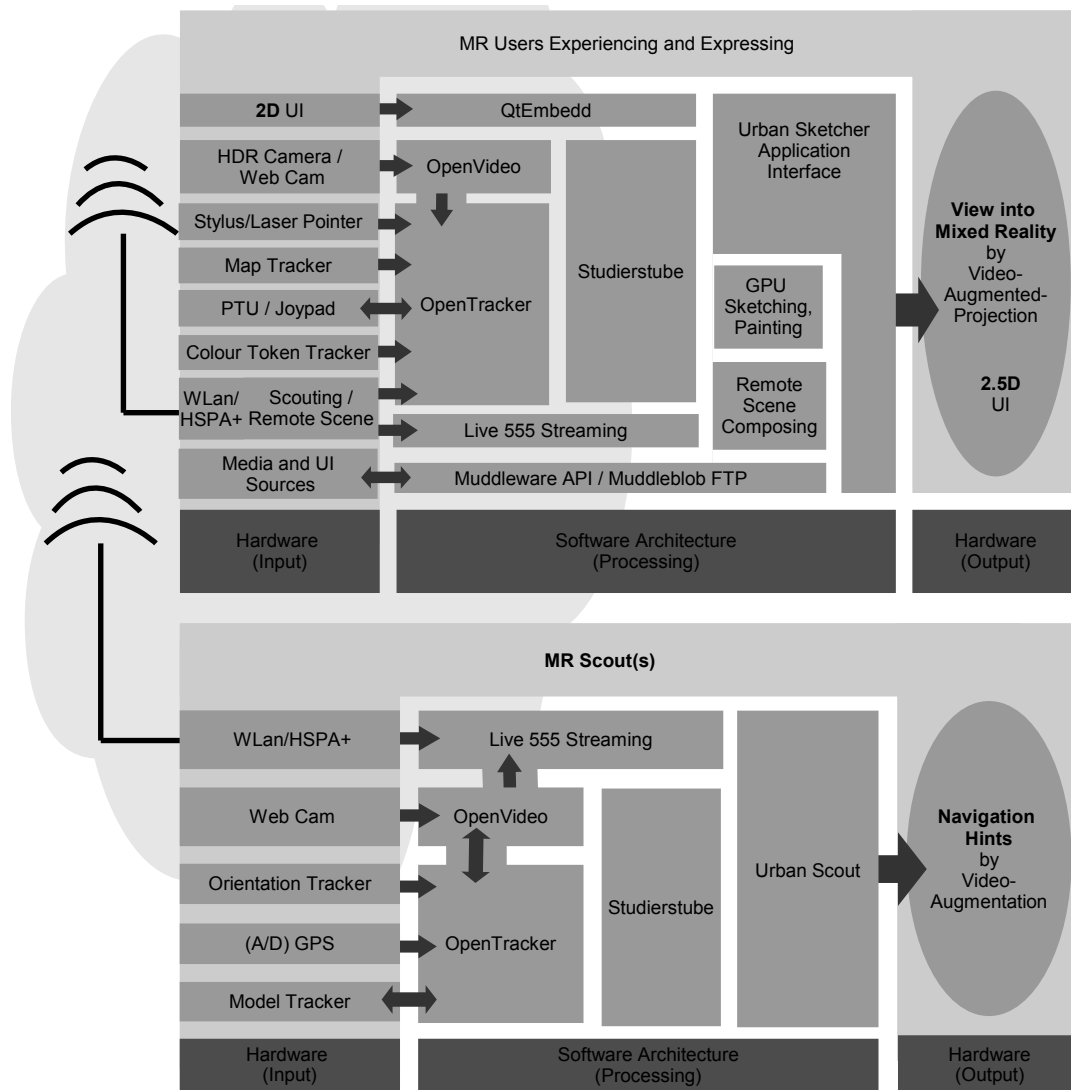 MR Users Experiencing and Expressing
2D UI
QtEmbedd
HDR Camera /
Web Cam
OpenVideo
Stylus/Laser Pointer
Map Tracker
PTU / Joypad
OpenTracker
Colour Token Tracker
WLan/
HSPA+
Scouting /
Remote Scene
Live 555 Streaming
Media and UI
Sources
Muddleware API / Muddleblob FTP
Studierstube
Urban Sketcher
Application
Interface
GPU
Sketching,
Painting
Remote
Scene
Composing
View into
Mixed Reality
by
Video-
Augmented-
Projection
2.5D
UI
Hardware
(Input)
Software Architecture
(Processing)
Hardware
(Output)
MR Scout(s)
WLan/HSPA+
Live 555 Streaming
Web Cam
OpenVideo
Orientation Tracker
(A/D) GPS
OpenTracker
Model Tracker
Studierstube
Urban Scout
Navigation
Hints
by
Video-
Augmentation
Hardware
(Input)
Software Architecture
(Processing)
Hardware
(Output)